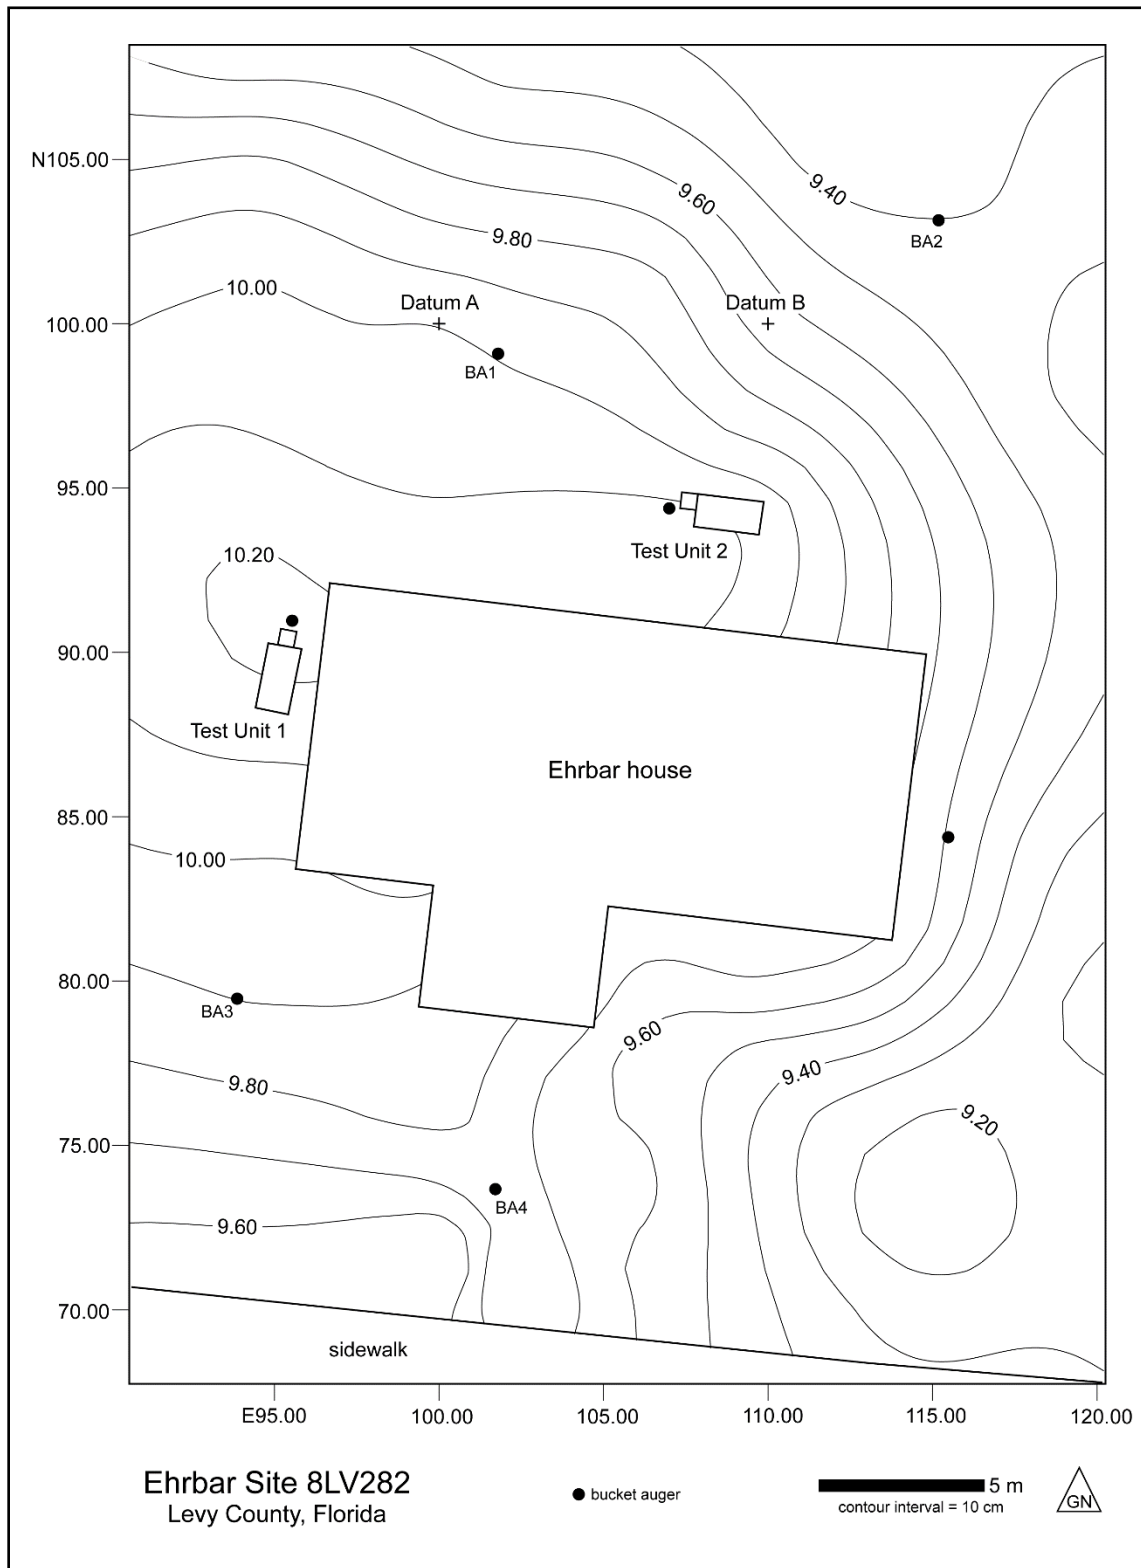 N105.00
9.40
9.60
BA2
9.80
10.00
Datum A
Datum B
100.00
BA1
95.00
Test Unit 2
10.20
90.00
Test Unit 1
Ehrbar house
85.00
10.00
80.00
BA3
9.60
9.40
9.80
9.20
75.00
BA4
9.60
70.00
sidewalk
E95.00
100.00
105.00
110.00
115.00
120.00
Ehrbar Site 8LV282
Levy County, Florida
bucket auger
5 m
contour interval = 10 cm
GN